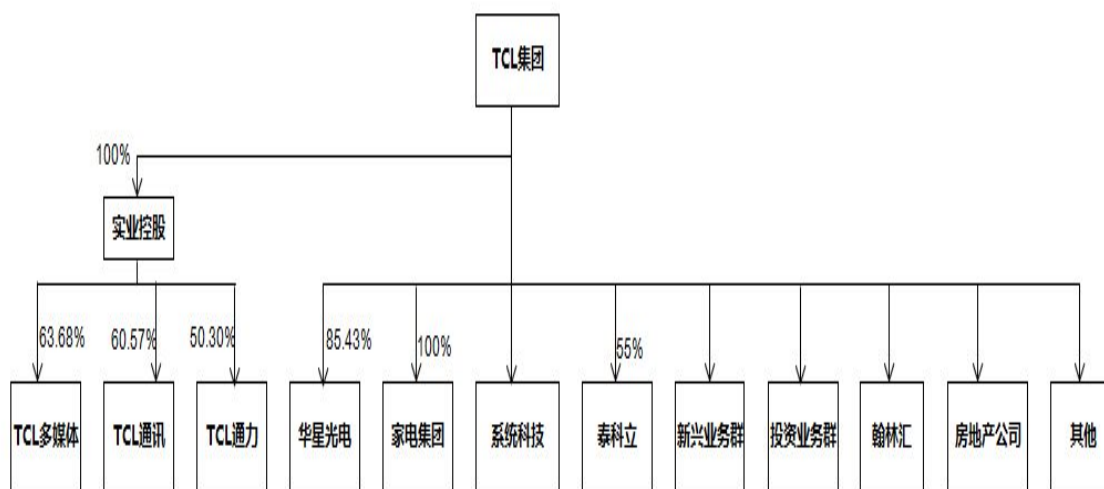 TCL集团
100%
实业控股
63.68%
60.57%
50.30%
85.43%
100%
55%
TCL多媒体
TCL通讯
TCL通力
华星光电
家电集团
系统科技
泰科立
新兴业务群
投资业务群
翰林汇
房地产公司
其他